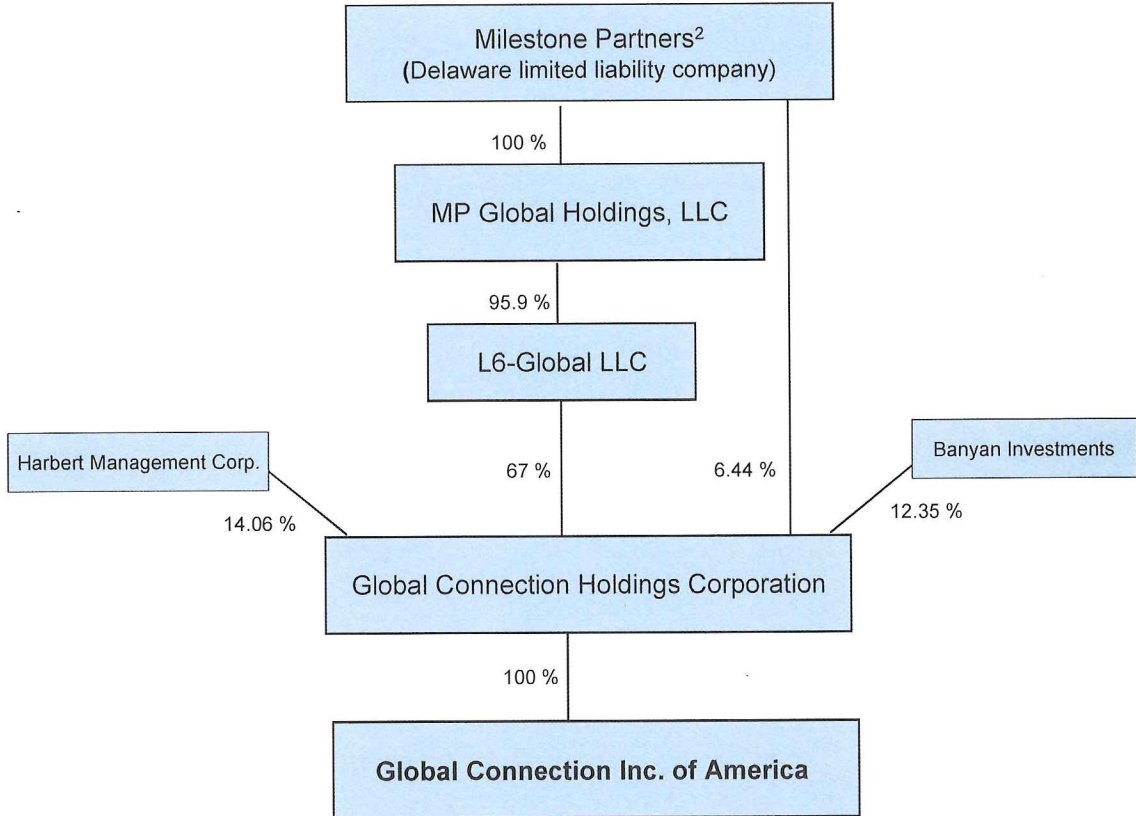 Milestone Partners²
(Delaware limited liability company)
100 %
MP Global Holdings, LLC
95.9 %
L6-Global LLC
Harbert Management Corp.
67 %
6.44 %
Banyan Investments
14.06 %
12.35 %
Global Connection Holdings Corporation
100 %
Global Connection Inc. of America